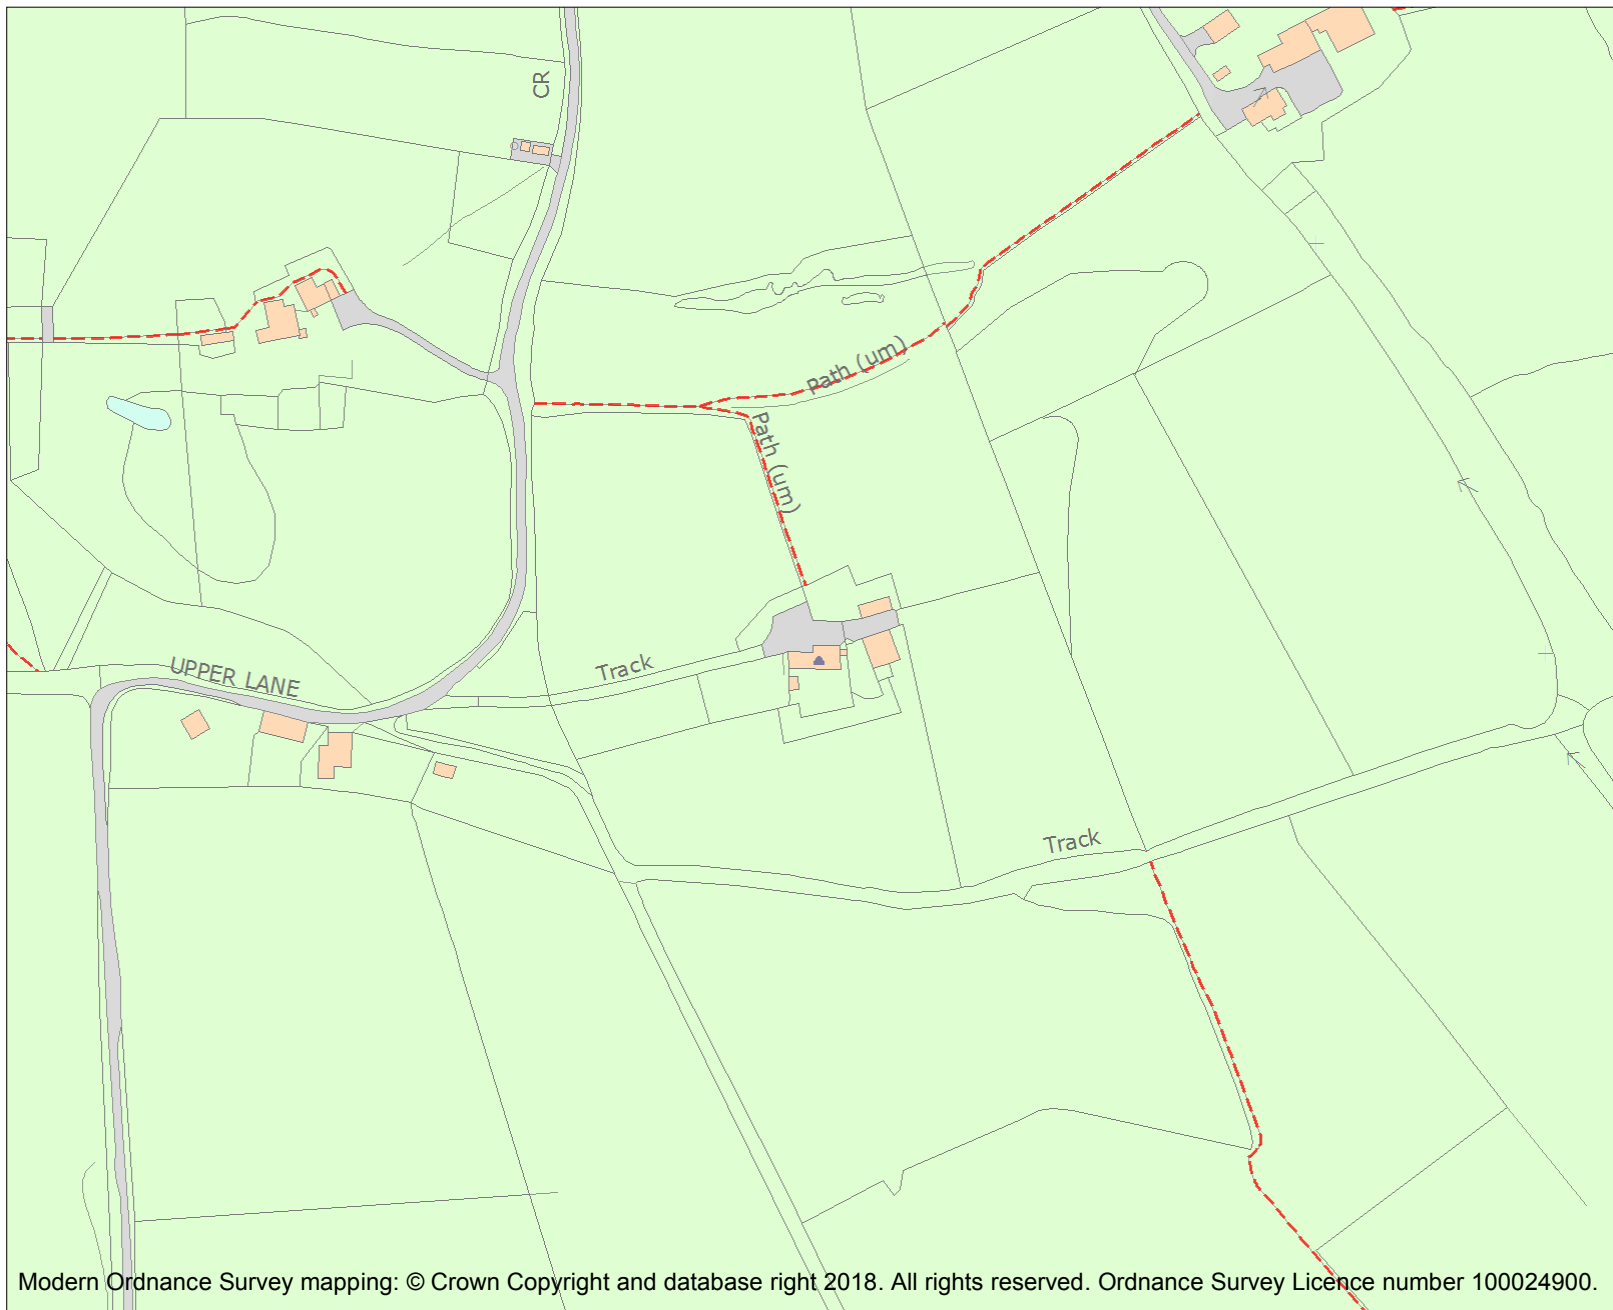 CR
Path (um)
Path (um)
Track
UPPER LANE
Track
Modern Ordnance Survey mapping: © Crown Copyright and database right 2018. All rights reserved. Ordnance Survey Licence number 100024900.